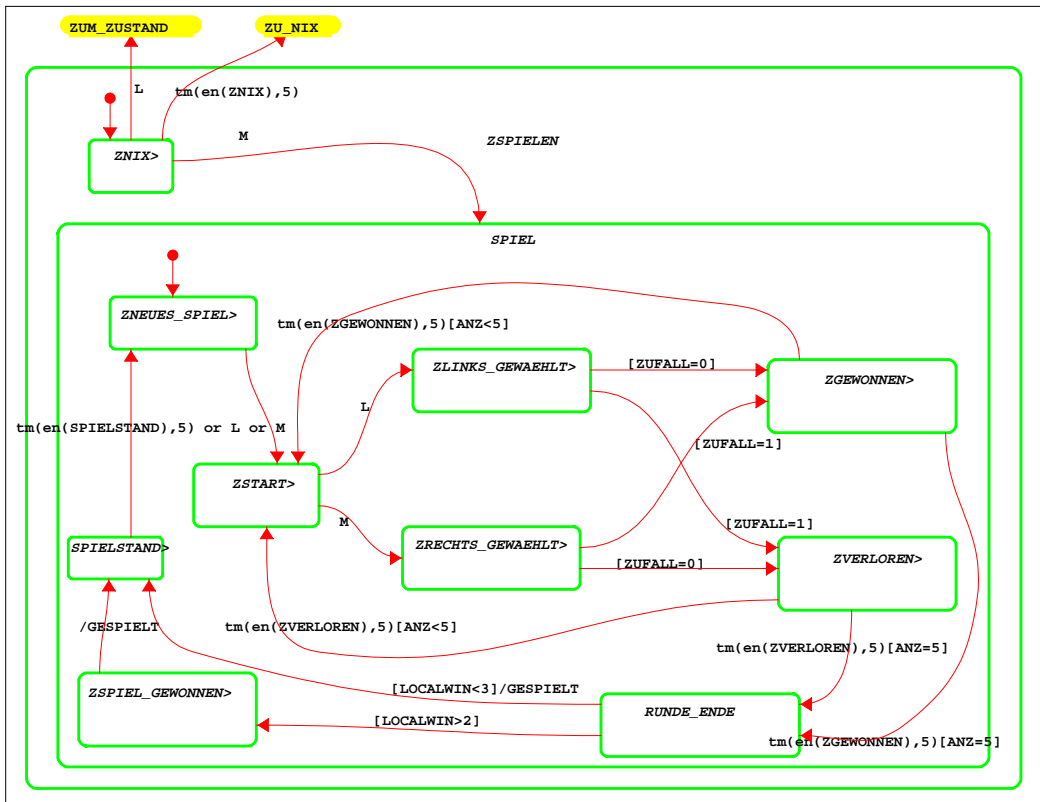 ZUM_ZUSTAND
ZU_NIX
L
tm(en(ZNIX),5)
M
ZSPIELEN
ZNIX>
SPIEL
ZNEUES_SPIEL>
tm(en(ZGEWONNEN),5)[ANZ<5]
ZLINKS_GEWAEHLT>
[ZUFALL=0]
ZGEWONNEN>
L
tm(en(SPIELSTAND),5) or L or M
[ZUFALL=1]
ZSTART>
M
[ZUFALL=1]
SPIELSTAND>
ZRECHTS_GEWAEHLT>
[ZUFALL=0]
ZVERLOREN>
/GESPIELT
tm(en(ZVERLOREN),5)[ANZ<5]
tm(en(ZVERLOREN),5)[ANZ=5]
ZSPIEL_GEWONNEN>
[LOCALWIN<3]/GESPIELT
RUNDE_ENDE
[LOCALWIN>2]
tm(en(ZGEWONNEN),5)[ANZ=5]